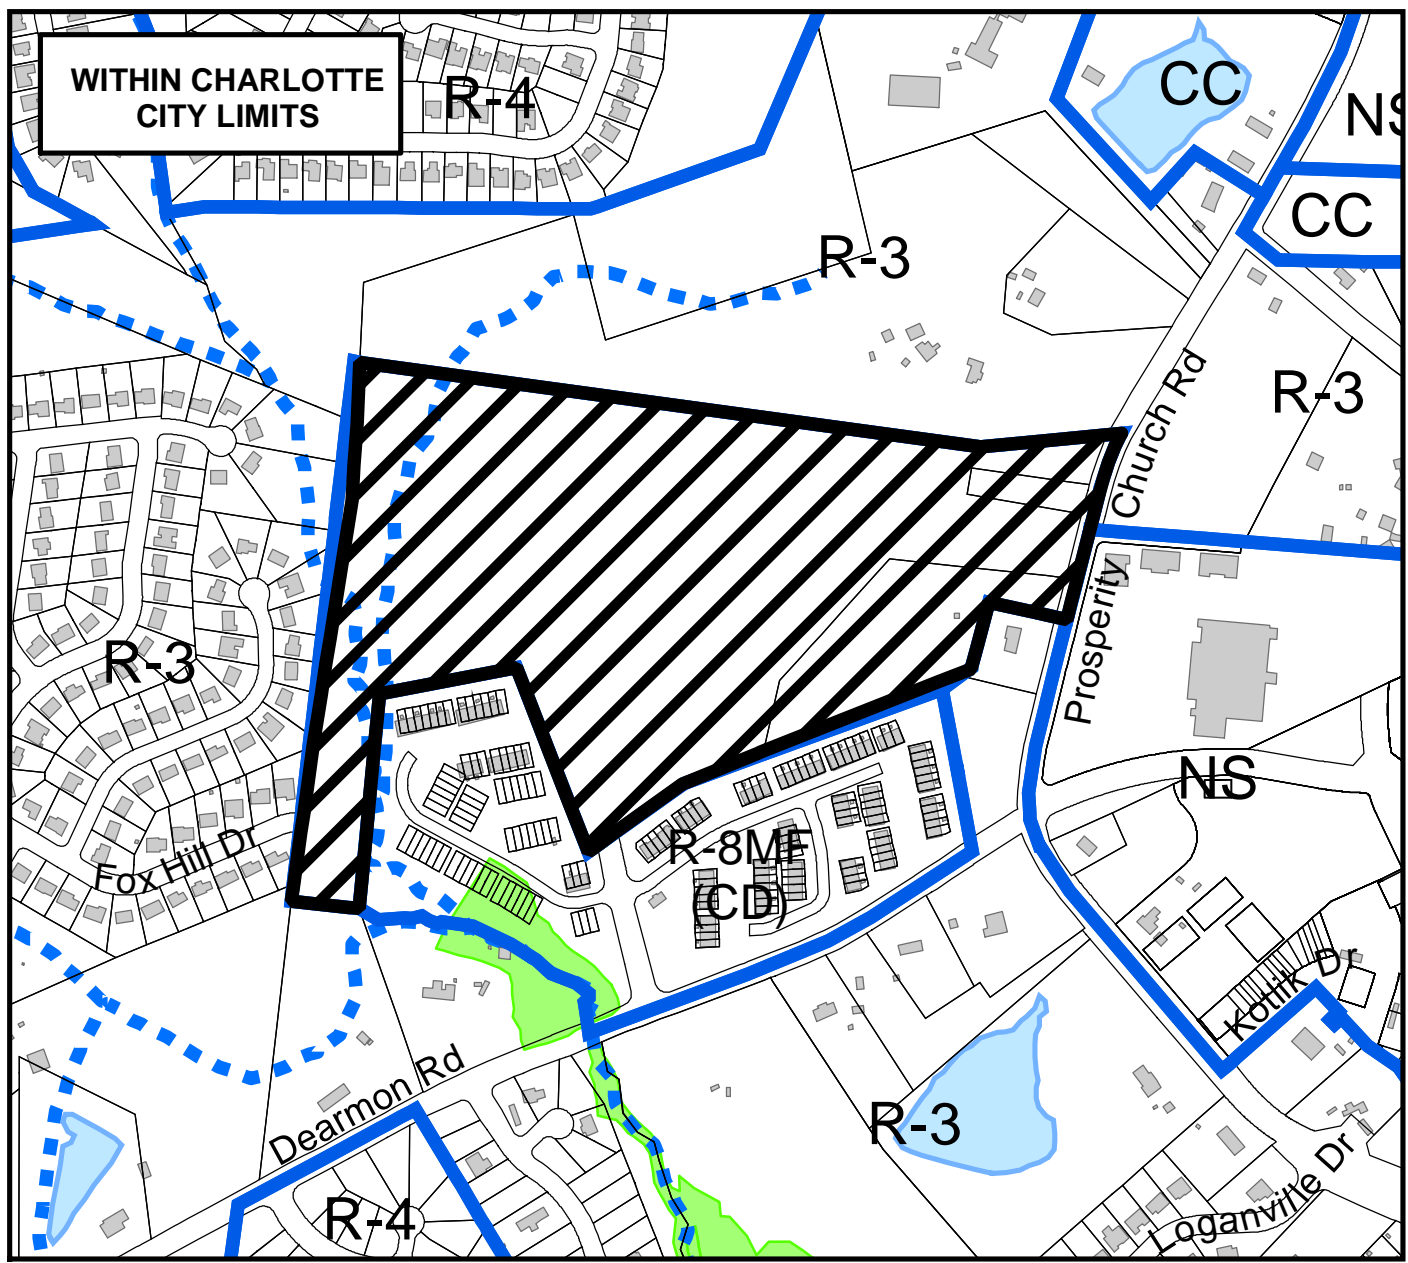 WITHIN CHARLOTTE
CITY LIMITS
R-4
CC
NS
CC
R-3
R-3
Prosperity Church Rd
R-3
NS
R-8MF
(CD)
Fox Hill Dr
Kotlik Dr
Dearmon Rd
R-3
Loganville Dr
R-4